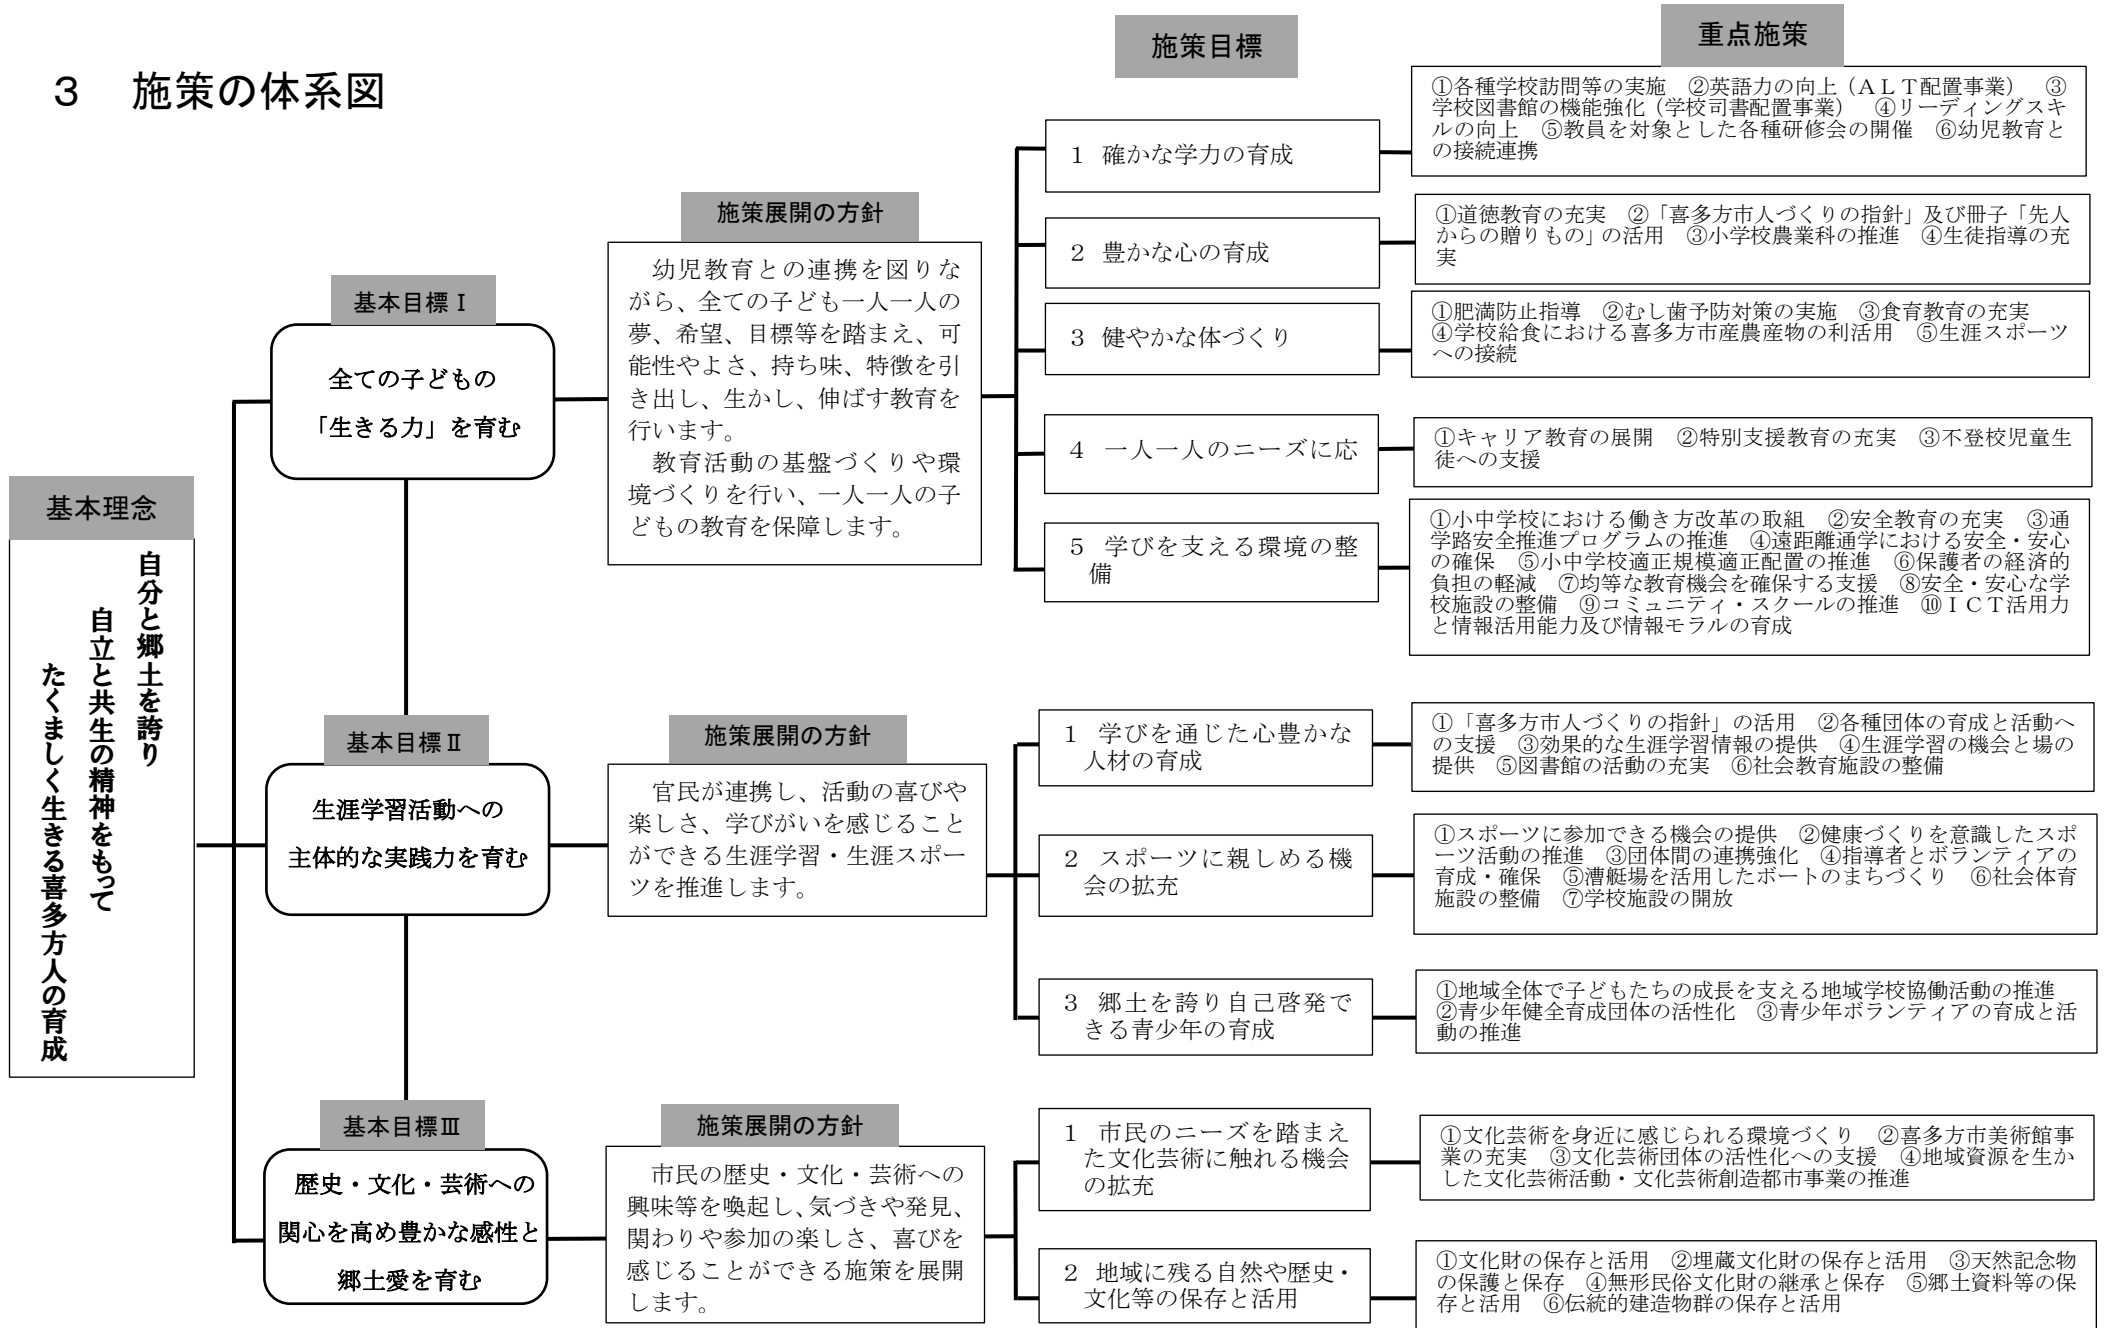 3 施策の体系図
施策目標
重点施策
基本理念
自分と郷土を誇り
自立と共生の精神をもって
たくましく生きる喜多方人の育成
基本目標Ⅰ
全ての子どもの
「生きる力」を育む
施策展開の方針
幼児教育との連携を図りな
がら、全ての子ども一人一人の
夢、希望、目標等を踏まえ、可
能性やよさ、持ち味、特徴を引
き出し、生かし、伸ばす教育を
行います。
教育活動の基盤づくりや環
境づくりを行い、一人一人の子
どもの教育を保障します。
1 確かな学力の育成
①各種学校訪問等の実施 ②英語力の向上（ALT配置事業） ③
学校図書館の機能強化（学校司書配置事業） ④リーディングスキ
ルの向上 ⑤教員を対象とした各種研修会の開催 ⑥幼児教育と
の接続連携
2 豊かな心の育成
①道徳教育の充実 ②「喜多方市人づくりの指針」及び冊子「先人
からの贈りもの」の活用 ③小学校農業科の推進 ④生徒指導の充
実
3 健やかな体づくり
①肥満防止指導 ②むし歯予防対策の実施 ③食育教育の充実
④学校給食における喜多方市産農産物の利活用 ⑤生涯スポーツ
への接続
4 一人一人のニーズに応
①キャリア教育の展開 ②特別支援教育の充実 ③不登校児童生
徒への支援
5 学びを支える環境の整
備
①小中学校における働き方改革の取組 ②安全教育の充実 ③通
学路安全推進プログラムの推進 ④遠距離通学における安全・安心
の確保 ⑤小中学校適正規模適正配置の推進 ⑥保護者の経済的
負担の軽減 ⑦均等な教育機会を確保する支援 ⑧安全・安心な学
校施設の整備 ⑨コミュニティ・スクールの推進 ⑩ICT活用力
と情報活用能力及び情報モラルの育成
基本目標Ⅱ
生涯学習活動への
主体的な実践力を育む
施策展開の方針
官民が連携し、活動の喜びや
楽しさ、学びがいを感じること
ができる生涯学習・生涯スポー
ツを推進します。
1 学びを通じた心豊かな
人材の育成
①「喜多方市人づくりの指針」の活用 ②各種団体の育成と活動へ
の支援 ③効果的な生涯学習情報の提供 ④生涯学習の機会と場の
提供 ⑤図書館の活動の充実 ⑥社会教育施設の整備
2 スポーツに親しめる機
会の拡充
①スポーツに参加できる機会の提供 ②健康づくりを意識したスポ
ーツ活動の推進 ③団体間の連携強化 ④指導者とボランティアの
育成・確保 ⑤漕艇場を活用したボートのまちづくり ⑥社会体育
施設の整備 ⑦学校施設の開放
3 郷土を誇り自己啓発で
きる青少年の育成
①地域全体で子どもたちの成長を支える地域学校協働活動の推進
②青少年健全育成団体の活性化 ③青少年ボランティアの育成と活
動の推進
基本目標Ⅲ
歴史・文化・芸術への
関心を高め豊かな感性と
郷土愛を育む
施策展開の方針
市民の歴史・文化・芸術への
興味等を喚起し、気づきや発見、
関わりや参加の楽しさ、喜びを
感じることができる施策を展開
します。
1 市民のニーズを踏まえ
た文化芸術に触れる機会
の拡充
①文化芸術を身近に感じられる環境づくり ②喜多方市美術館事
業の充実 ③文化芸術団体の活性化への支援 ④地域資源を生か
した文化芸術活動・文化芸術創造都市事業の推進
2 地域に残る自然や歴史・
文化等の保存と活用
①文化財の保存と活用 ②埋蔵文化財の保存と活用 ③天然記念物
の保護と保存 ④無形民俗文化財の継承と保存 ⑤郷土資料等の保
存と活用 ⑥伝統的建造物群の保存と活用